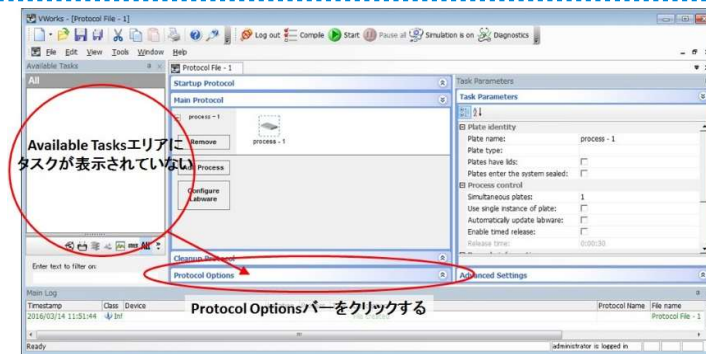 VWorks - [Protocol File - 1]
Log out Compile Start Pause all Simulation is on Diagnostics
File Edit View Tools Window Help
Available Tasks
Protocol File - 1
Task Parameters
All
Startup Protocol
Task Parameters
Main Protocol
process - 1
Plate identity
Remove
process - 1
Plate name: process - 1
Plate type:
Available Tasksエリアに
タスクが表示されていない
Plates have lids:
Process
Plates enter the system sealed:
Process control
Configure
Labware
Simultaneous plates: 1
Use single instance of plate:
Automatically update labware:
Enable timed release:
Release time: 0:00:30
All
Cleanup Protocol
Enter text to filter on
Protocol Options
Advanced Settings
Main Log
Protocol Optionsバーをクリックする
Timestamp Class Device Protocol Name File name
2016/03/14 11:51:44 Inf Protocol File - 1
Ready administrator is logged in